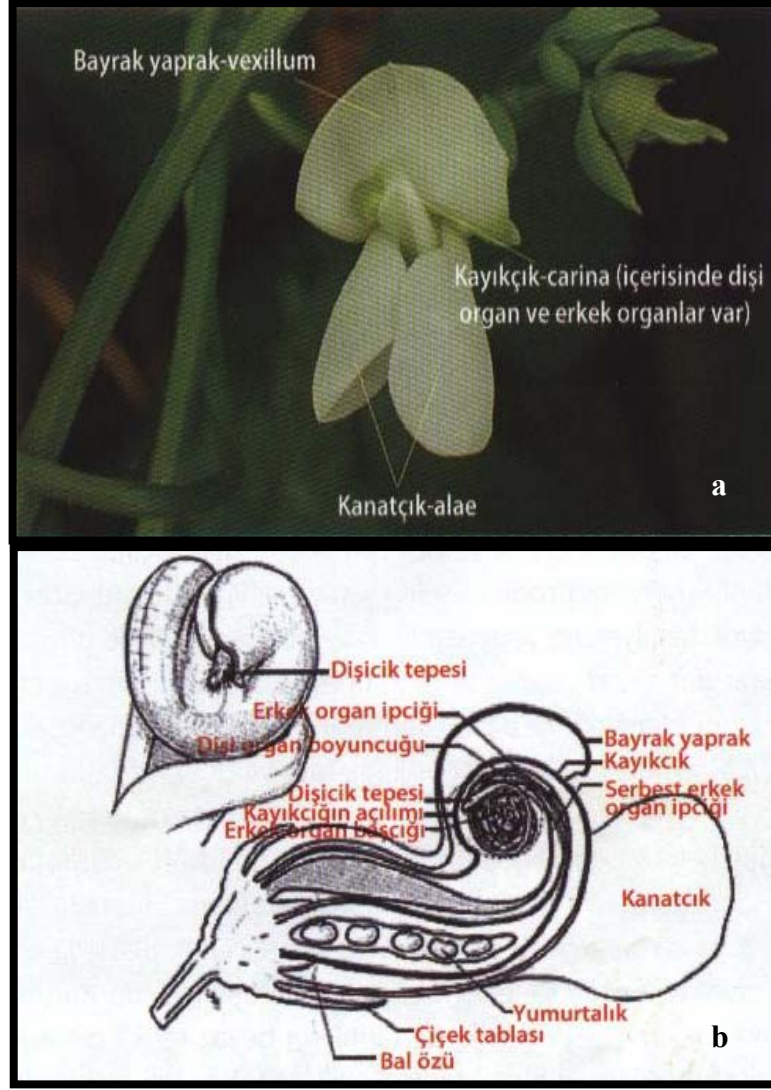 Bayrak yaprak-vexillum
Kayıkçık-carina (içerisinde dişi
organ ve erkek organlar var)
Kanatçık-alae
a
Dişicik tepesi
Erkek organ ipciği
Dişi organ boyuncuğu
Bayrak yaprak
Kayıkcık
Serbest erkek
organ ipciği
Dişicik tepesi
Kayıkcığın açılımı
Erkek organ başcığı
Kanatcık
Yumurtalık
Çiçek tablası
Bal özü
b